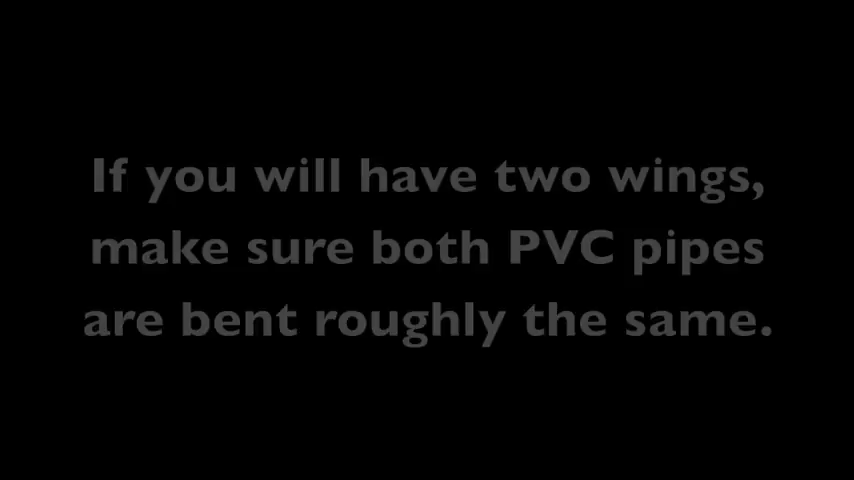 If you will have two wings,
make sure both PVC pipes
are bent roughly the same.